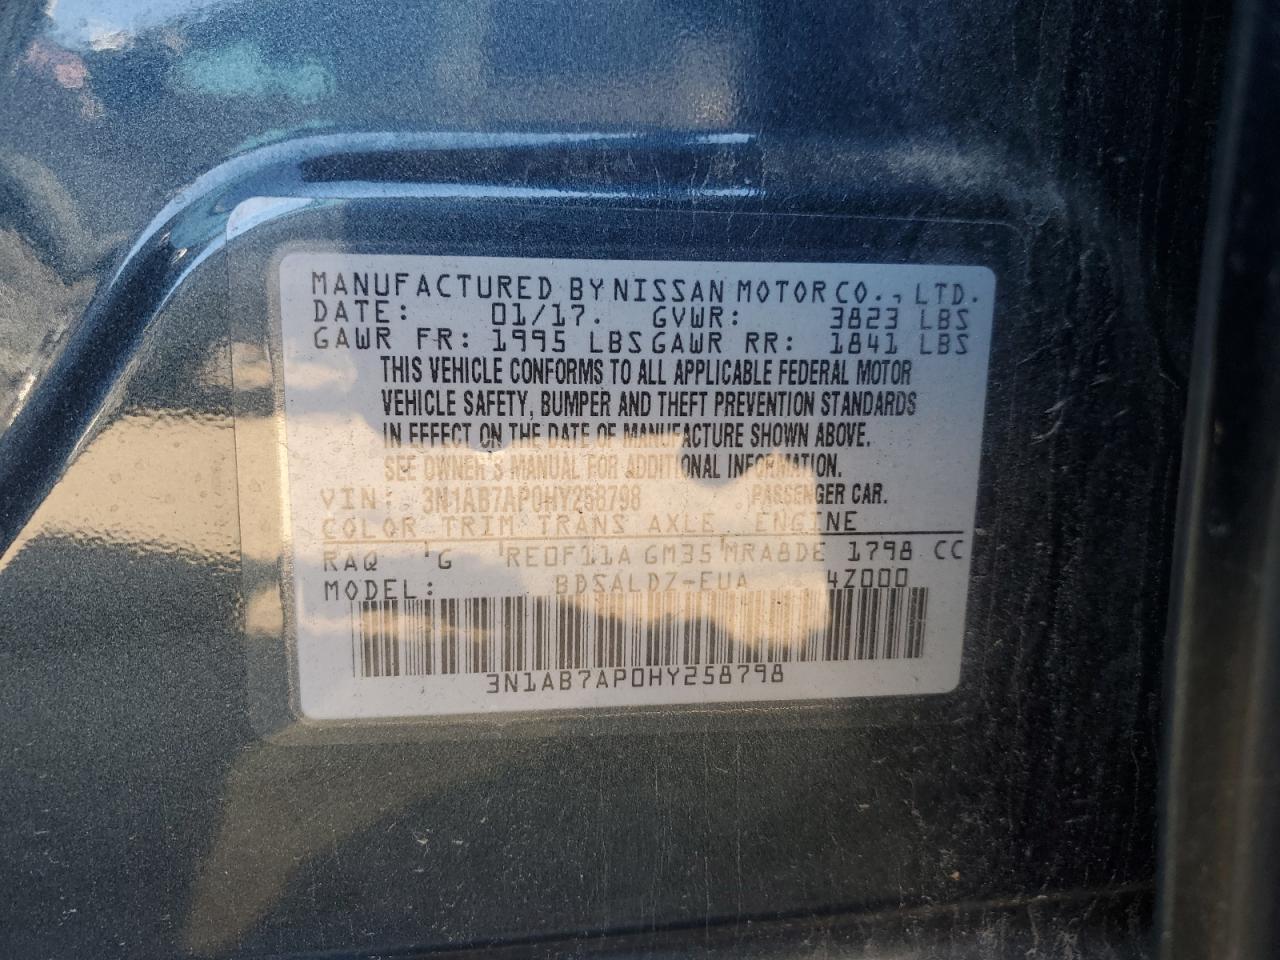 MANUFACTURED BY NISSAN MOTOR CO., LTD.
DATE: 01/17. GVWR: 3823 LBS
GAWR FR: 1995 LBS GAWR RR: 1841 LBS
THIS VEHICLE CONFORMS TO ALL APPLICABLE FEDERAL MOTOR
VEHICLE SAFETY, BUMPER AND THEFT PREVENTION STANDARDS
IN EFFECT ON THE DATE OF MANUFACTURE SHOWN ABOVE.
SEE OWNER'S MANUAL FOR ADDITIONAL INFORMATION.
VIN: 3N1AB7AP0HY258798 PASSENGER CAR.
COLOR TRIM TRANS AXLE ENGINE
RAQ G RE0F11A GM35 MRA8DE 1798 CC
MODEL: BDSALDZ-EUA 4Z000
3N1AB7AP0HY258798